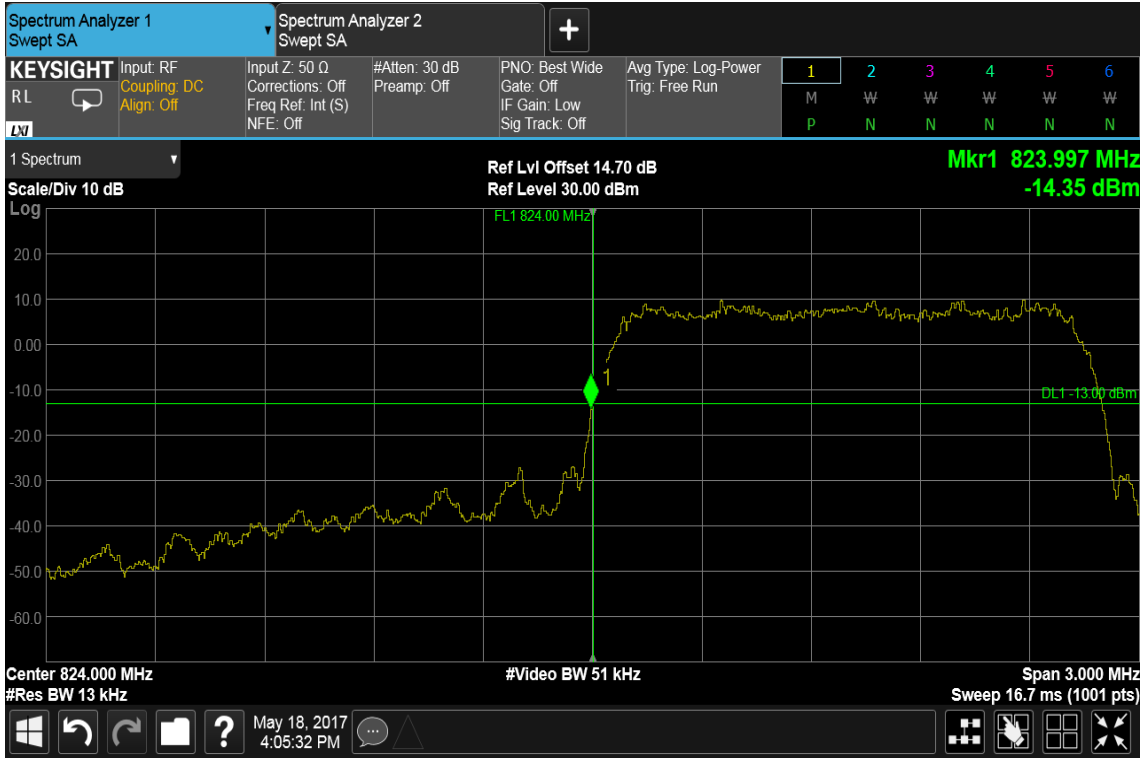 Spectrum Analyzer 1
Swept SA
Spectrum Analyzer 2
Swept SA
KEYSIGHT
R L
LXI
Input: RF
Coupling: DC
Align: Off
Input Z: 50 Ω
Corrections: Off
Freq Ref: Int (S)
NFE: Off
#Atten: 30 dB
Preamp: Off
PNO: Best Wide
Gate: Off
IF Gain: Low
Sig Track: Off
Avg Type: Log-Power
Trig: Free Run
1 2 3 4 5 6
M W W W W W
P N N N N N
1 Spectrum
Scale/Div 10 dB
Ref Lvl Offset 14.70 dB
Ref Level 30.00 dBm
Mkr1 823.997 MHz
-14.35 dBm
Log
FL1 824.00 MHz
20.0
10.0
0.00
1
-10.0
DL1 -13.00 dBm
-20.0
-30.0
-40.0
-50.0
-60.0
Center 824.000 MHz
#Video BW 51 kHz
Span 3.000 MHz
#Res BW 13 kHz
Sweep 16.7 ms (1001 pts)
?
May 18, 2017
4:05:32 PM